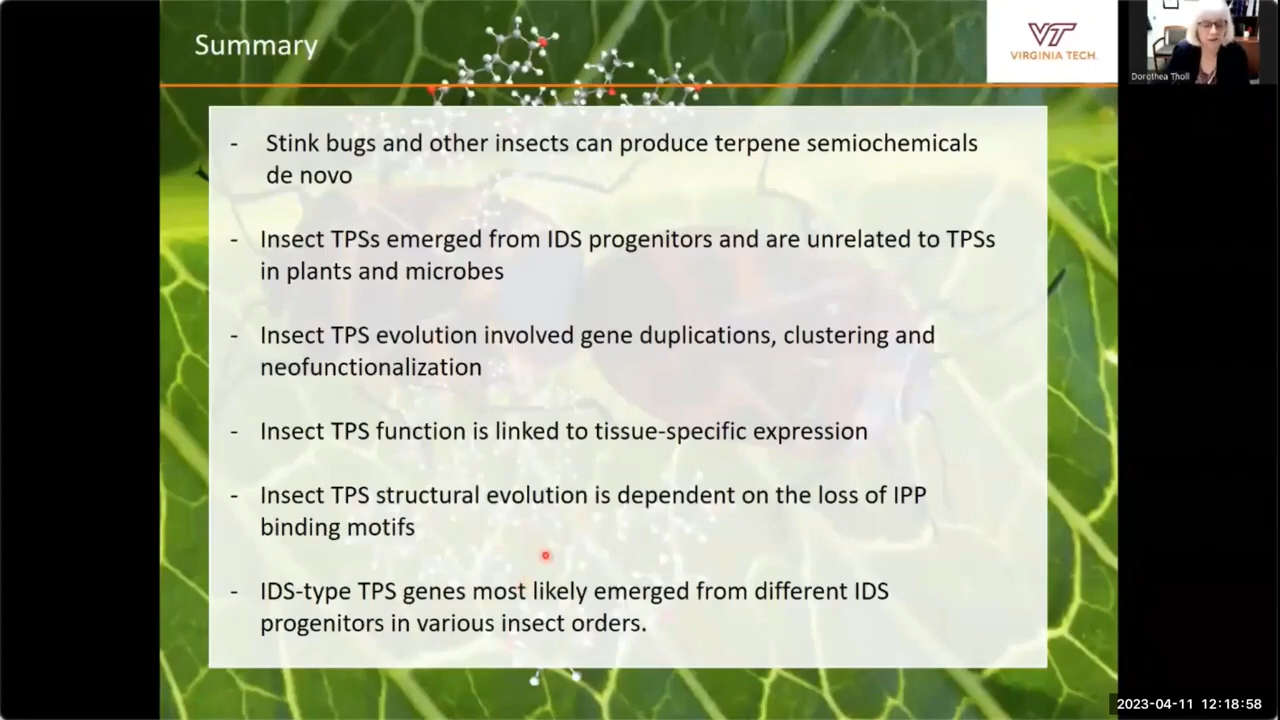 Summary
VT
VIRGINIA TECH.
Dorothea Tholl
- Stink bugs and other insects can produce terpene semiochemicals
de novo
- Insect TPSs emerged from IDS progenitors and are unrelated to TPSs
in plants and microbes
- Insect TPS evolution involved gene duplications, clustering and
neofunctionalization
- Insect TPS function is linked to tissue-specific expression
- Insect TPS structural evolution is dependent on the loss of IPP
binding motifs
- IDS-type TPS genes most likely emerged from different IDS
progenitors in various insect orders.
2023-04-11 12:18:58